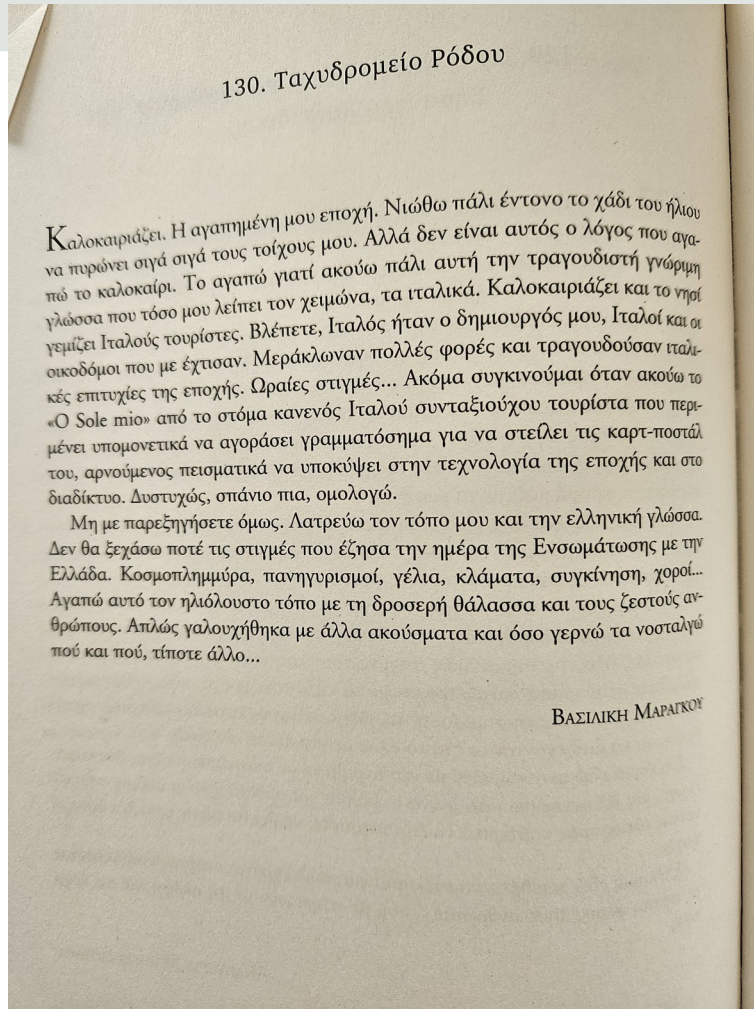 130. Ταχυδρομείο Ρόδου
Καλοκαιριάζει. Η αγαπημένη μου εποχή. Νιώθω πάλι έντονο το χάδι του ήλιου
να πυρώνει σιγά σιγά τους τοίχους μου. Αλλά δεν είναι αυτός ο λόγος που αγα-
πώ το καλοκαίρι. Το αγαπώ γιατί ακούω πάλι αυτή την τραγουδιστή γνώριμη
γλώσσα που τόσο μου λείπει τον χειμώνα, τα ιταλικά. Καλοκαιριάζει και το νησί
γεμίζει Ιταλούς τουρίστες. Βλέπετε, Ιταλός ήταν ο δημιουργός μου, Ιταλοί και οι
οικοδόμοι που με έχτισαν. Μεράκλωναν πολλές φορές και τραγουδούσαν ιταλι-
κές επιτυχίες της εποχής. Ωραίες στιγμές... Ακόμα συγκινούμαι όταν ακούω το
«O Sole mio» από το στόμα κανενός Ιταλού συνταξιούχου τουρίστα που περι-
μένει υπομονετικά να αγοράσει γραμματόσημα για να στείλει τις καρτ-ποστάλ
του, αρνούμενος πεισματικά να υποκύψει στην τεχνολογία της εποχής και στο
διαδίκτυο. Δυστυχώς, σπάνιο πια, ομολογώ.
Μη με παρεξηγήσετε όμως. Λατρεύω τον τόπο μου και την ελληνική γλώσσα.
Δεν θα ξεχάσω ποτέ τις στιγμές που έζησα την ημέρα της Ενσωμάτωσης με την
Ελλάδα. Κοσμοπλημμύρα, πανηγυρισμοί, γέλια, κλάματα, συγκίνηση, χοροί...
Αγαπώ αυτό τον ηλιόλουστο τόπο με τη δροσερή θάλασσα και τους ζεστούς αν-
θρώπους. Απλώς γαλουχήθηκα με άλλα ακούσματα και όσο γερνώ τα νοσταλγώ
πού και πού, τίποτε άλλο...
ΒΑΣΙΛΙΚΗ ΜΑΡΑΓΚΟΥ